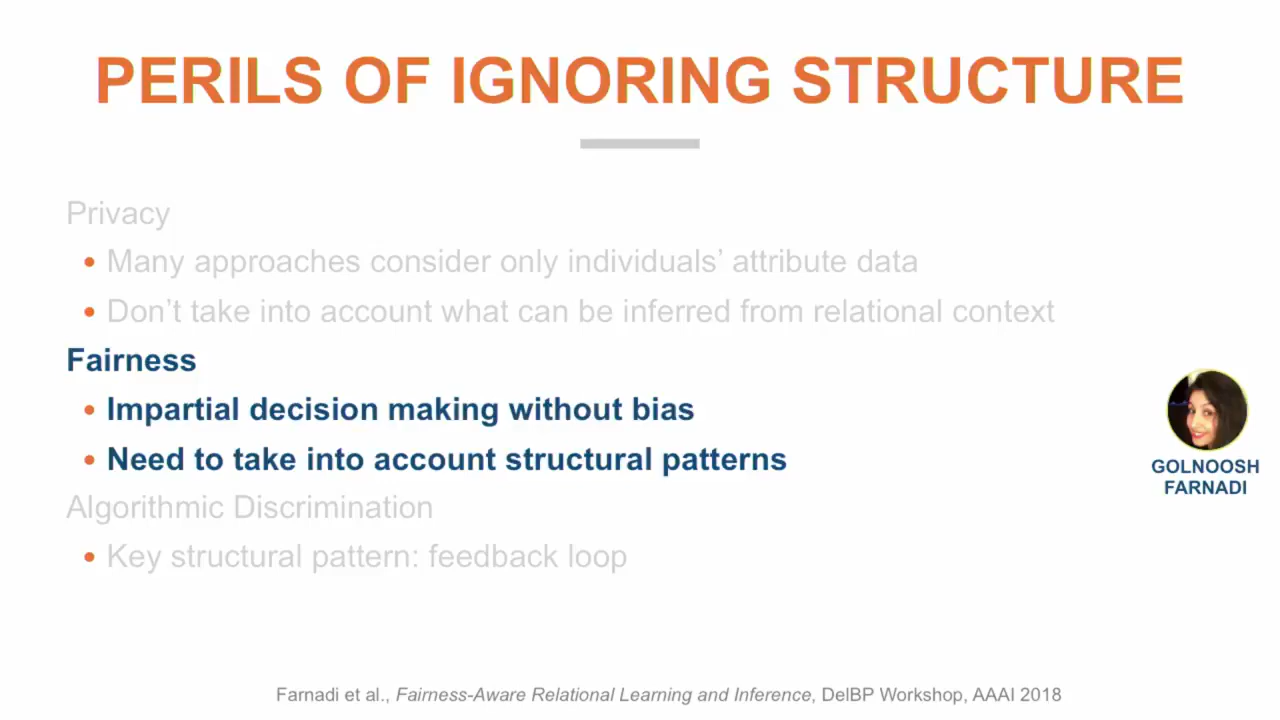 PERILS OF IGNORING STRUCTURE
Privacy
• Many approaches consider only individuals’ attribute data
• Don’t take into account what can be inferred from relational context
Fairness
• Impartial decision making without bias
• Need to take into account structural patterns
Algorithmic Discrimination
• Key structural pattern: feedback loop
GOLNOOSH
FARNADI
Farnadi et al., Fairness-Aware Relational Learning and Inference, DelBP Workshop, AAAI 2018